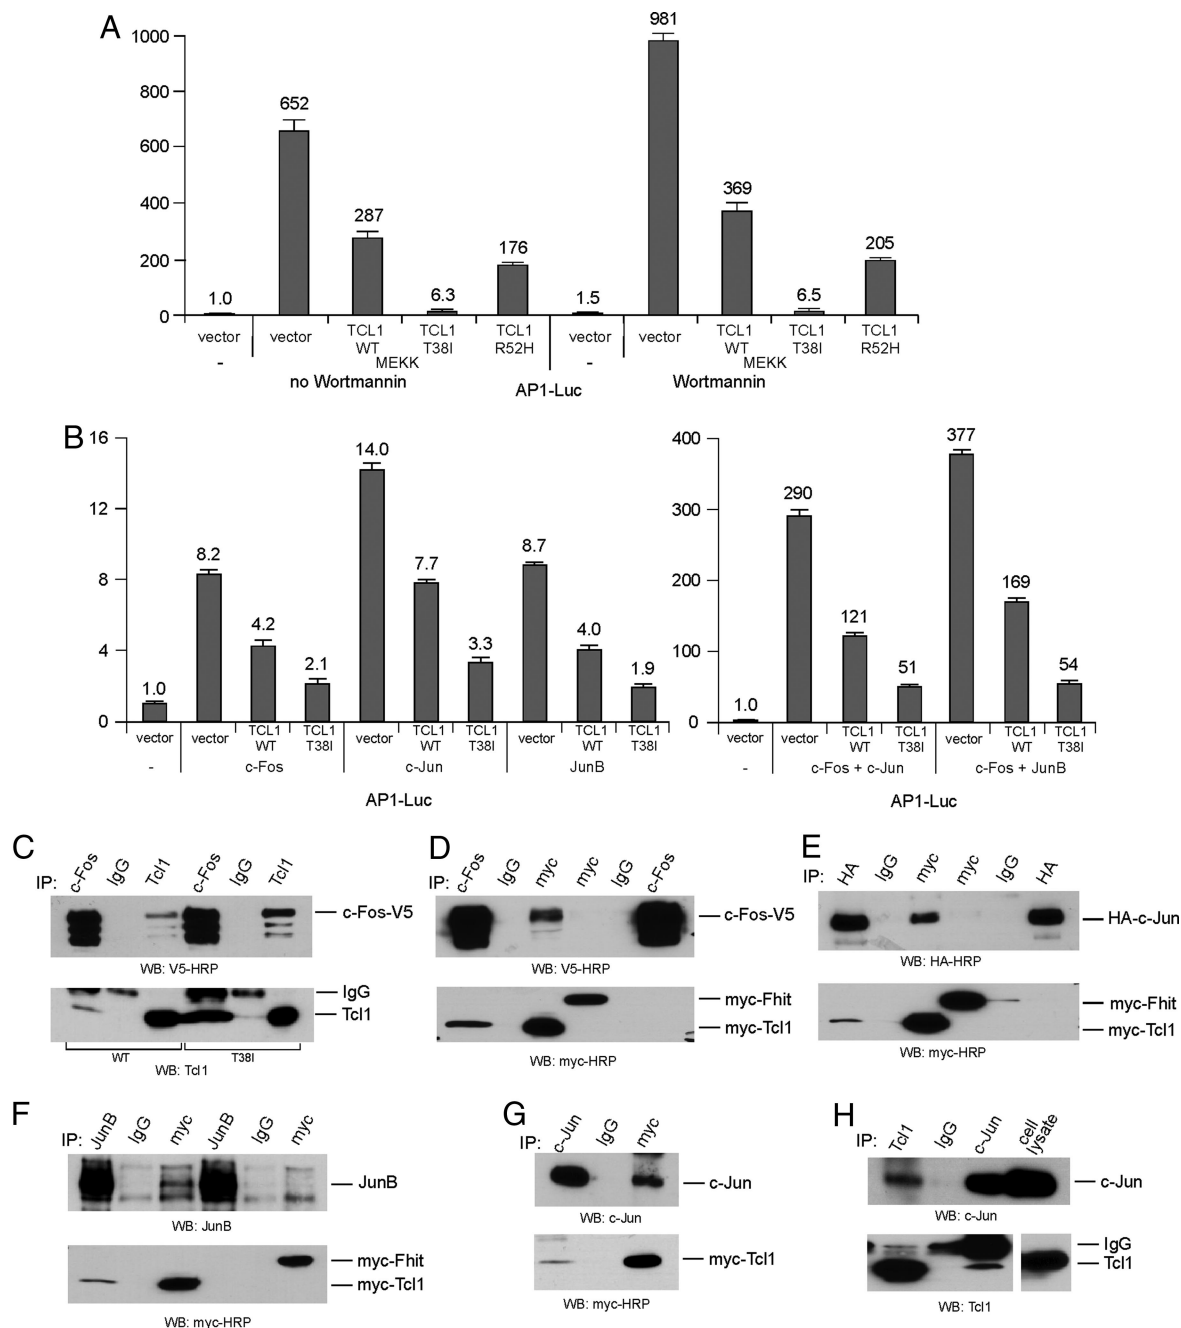 A
1000
800
600
400
200
0
1.0 652 287 6.3 176 1.5 981 369 6.5 205
vector vector TCL1 TCL1 TCL1 vector vector TCL1 TCL1 TCL1
WT T38I R52H WT T38I R52H
- MEKK - MEKK
no Wortmannin Wortmannin
AP1-Luc
B
16
12
8
4
0
1.0 8.2 4.2 2.1 14.0 7.7 3.3 8.7 4.0 1.9
vector vector TCL1 TCL1 vector TCL1 TCL1 vector TCL1 TCL1
WT T38I WT T38I WT T38I
- c-Fos c-Jun JunB
AP1-Luc
400
300
200
100
0
1.0 290 121 51 377 169 54
vector vector TCL1 TCL1 vector TCL1 TCL1
WT T38I WT T38I
- c-Fos + c-Jun c-Fos + JunB
AP1-Luc
C
IP: c-Fos IgG Tcl1 c-Fos IgG Tcl1
c-Fos-V5
WB: V5-HRP
IgG
Tcl1
WT T38I
WB: Tcl1
D
IP: c-Fos IgG myc myc IgG c-Fos
c-Fos-V5
WB: V5-HRP
myc-Fhit
myc-Tcl1
WB: myc-HRP
E
IP: HA IgG myc myc IgG HA
HA-c-Jun
WB: HA-HRP
myc-Fhit
myc-Tcl1
WB: myc-HRP
F
IP: JunB IgG myc JunB IgG myc
JunB
WB: JunB
myc-Fhit
myc-Tcl1
WB: myc-HRP
G
IP: c-Jun IgG myc
c-Jun
WB: c-Jun
myc-Tcl1
WB: myc-HRP
H
IP: Tcl1 IgG c-Jun cell lysate
c-Jun
WB: c-Jun
IgG
Tcl1
WB: Tcl1